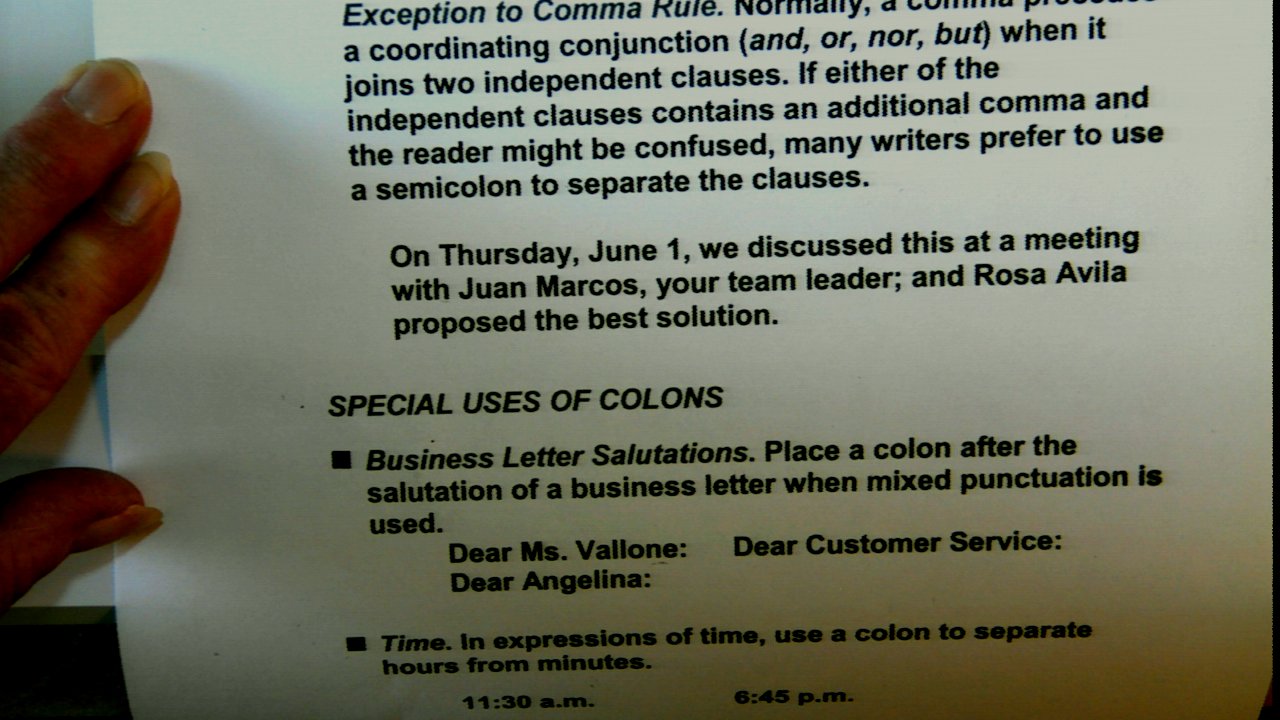 Exception to Comma Rule. Normally, a comma
a coordinating conjunction (and, or, nor, but) when it
joins two independent clauses. If either of the
independent clauses contains an additional comma and
the reader might be confused, many writers prefer to use
a semicolon to separate the clauses.
On Thursday, June 1, we discussed this at a meeting
with Juan Marcos, your team leader; and Rosa Avila
proposed the best solution.
SPECIAL USES OF COLONS
■ Business Letter Salutations. Place a colon after the
salutation of a business letter when mixed punctuation is
used.
Dear Ms. Vallone: Dear Customer Service:
Dear Angelina:
■ Time. In expressions of time, use a colon to separate
hours from minutes.
11:30 a.m. 6:45 p.m.